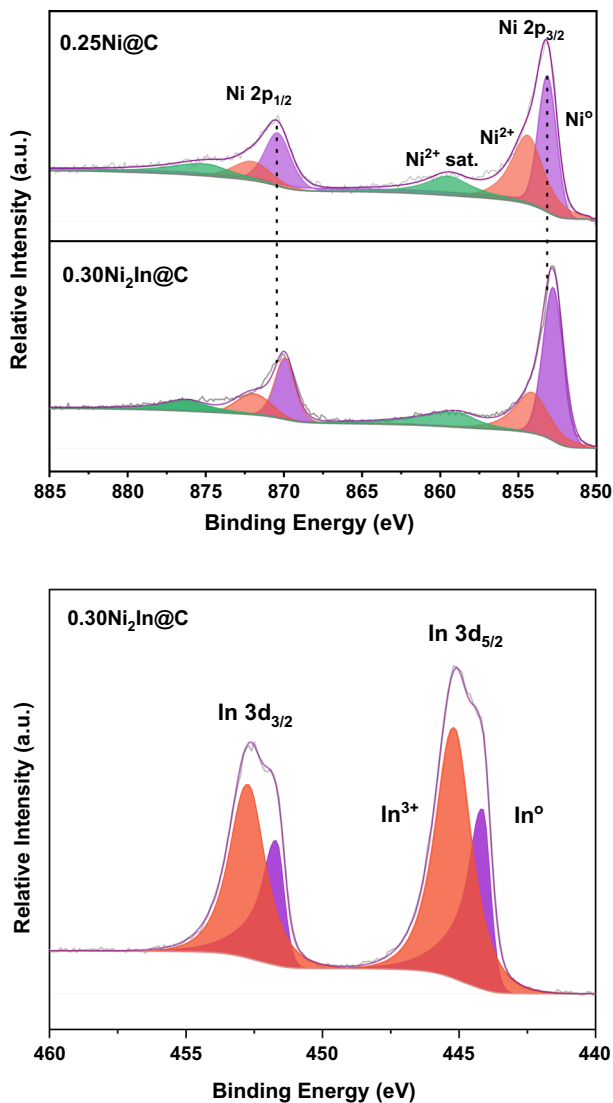 0.25Ni@C
Ni 2p3/2
Ni 2p1/2
Ni²⁺
Niº
Ni²⁺ sat.
0.30Ni₂In@C
Relative Intensity (a.u.)
885 880 875 870 865 860 855 850
Binding Energy (eV)
0.30Ni₂In@C
In 3d5/2
In 3d3/2
In³⁺
Inº
Relative Intensity (a.u.)
460 455 450 445 440
Binding Energy (eV)